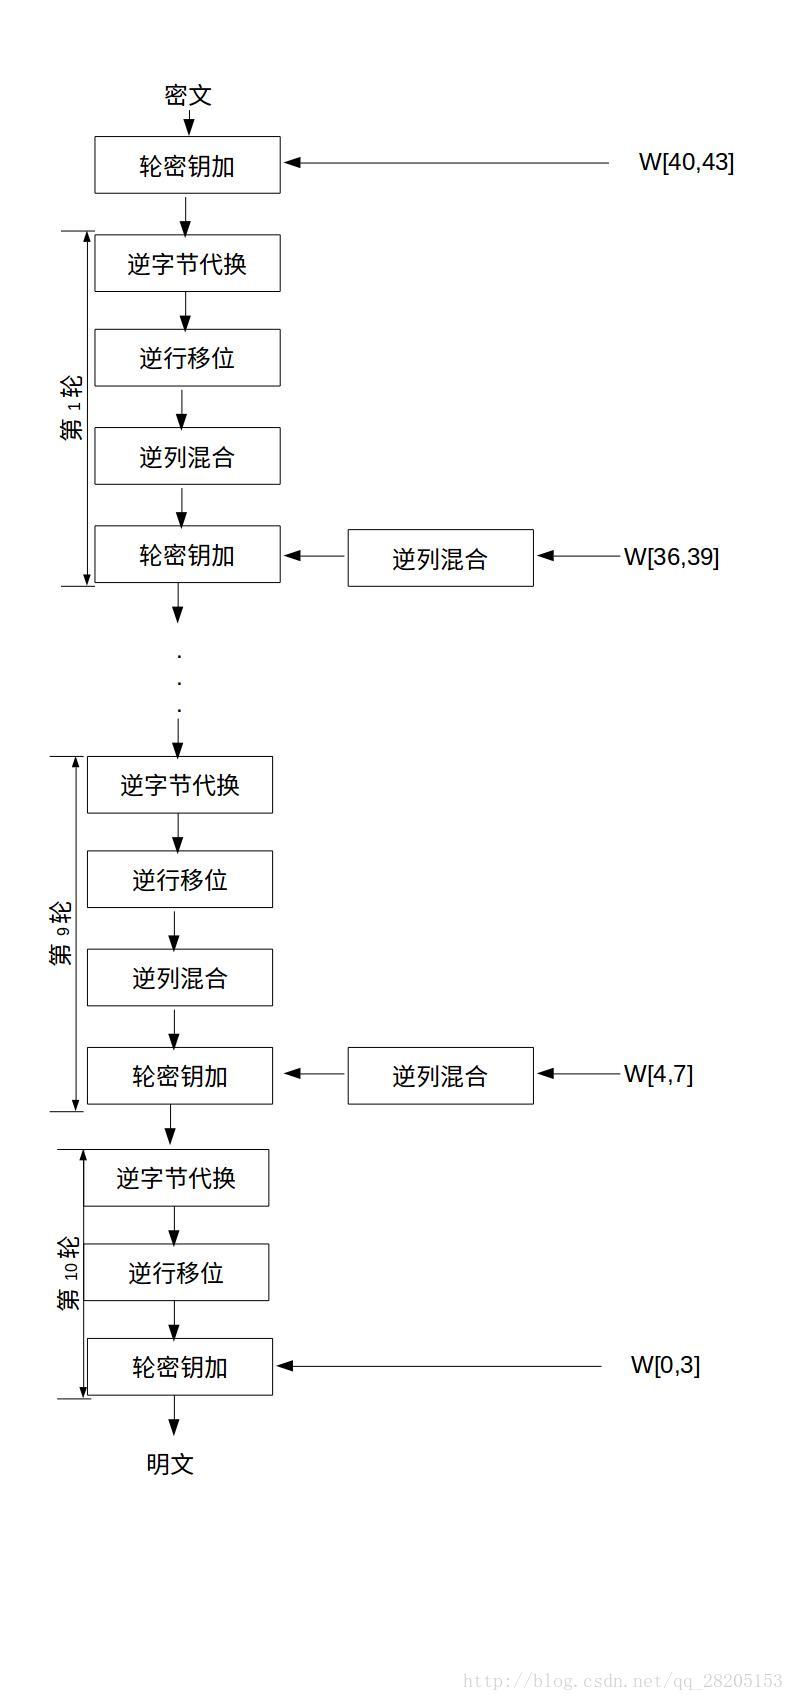 密文
轮密钥加
W[40,43]
逆字节代换
逆行移位
第1轮
逆列混合
轮密钥加
逆列混合
W[36,39]
.
.
.
逆字节代换
逆行移位
第9轮
逆列混合
轮密钥加
逆列混合
W[4,7]
逆字节代换
逆行移位
第10轮
轮密钥加
W[0,3]
明文
http://blog.csdn.net/qq_28205153